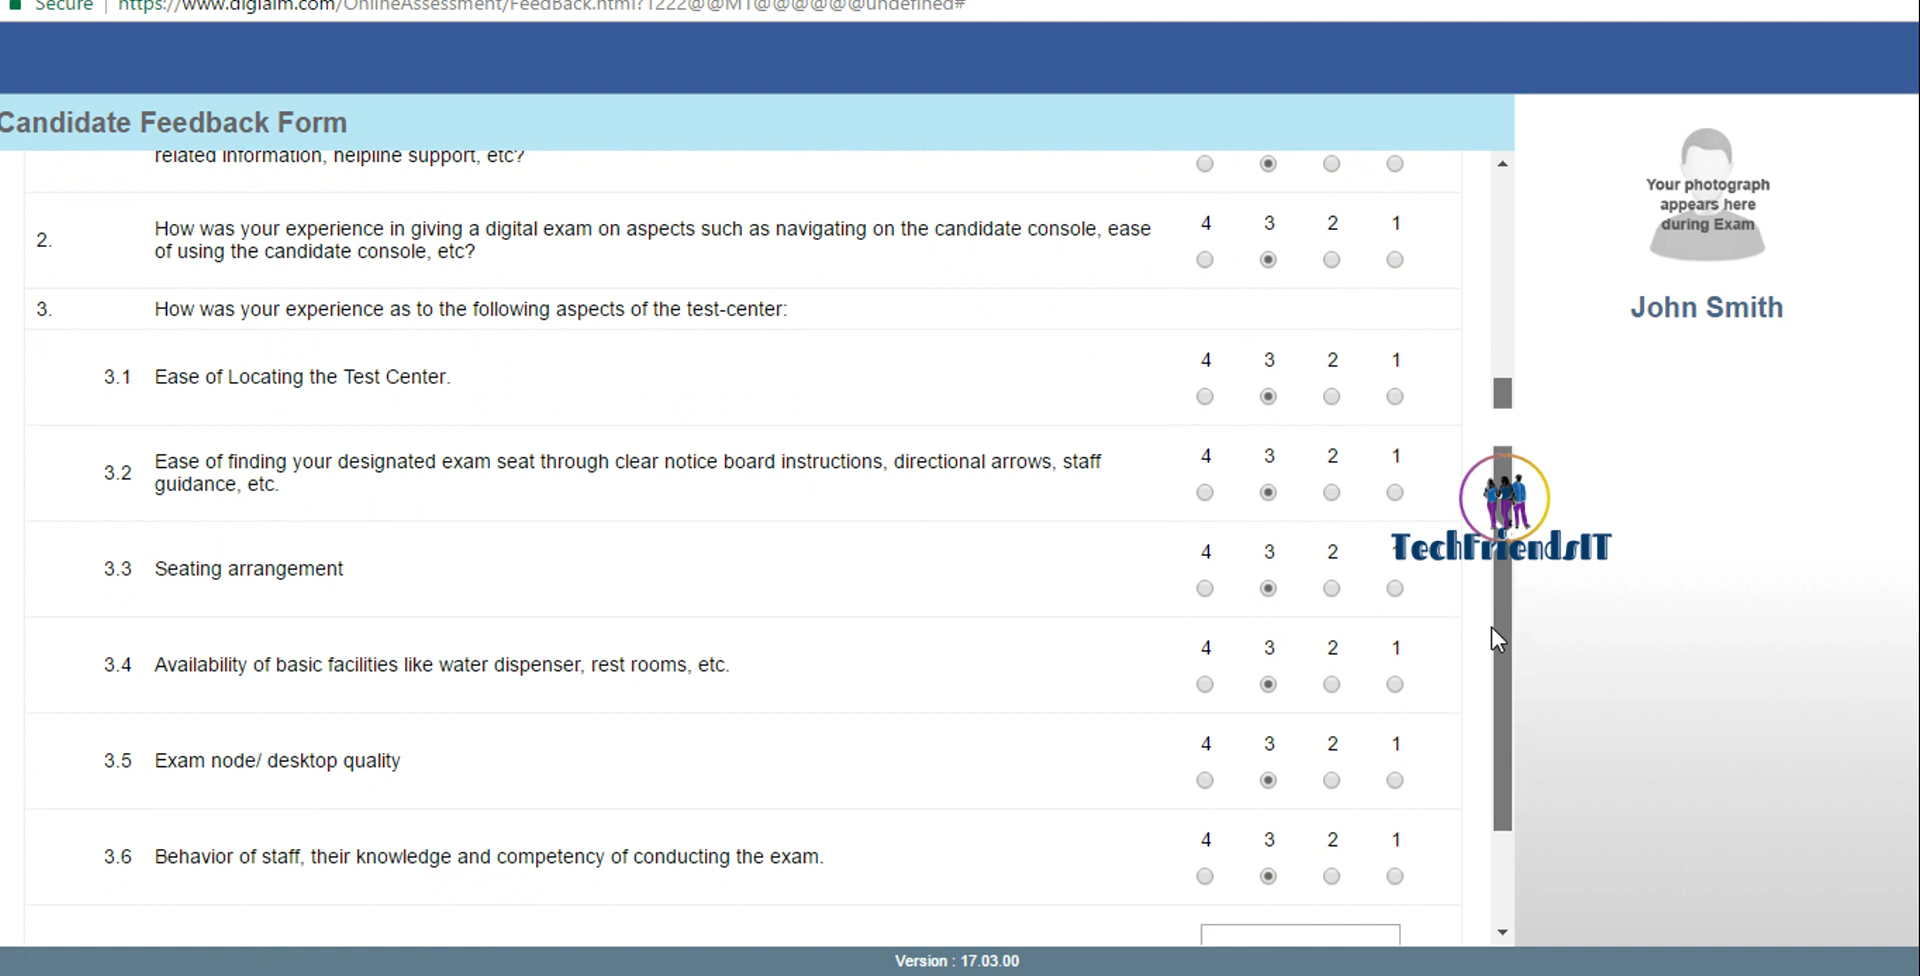 Secure https://www.digialm.com/OnlineAssessment/FeedBack.html?1222@@M1@@@@@@undefined#
Candidate Feedback Form
related information, helpline support, etc?
2. How was your experience in giving a digital exam on aspects such as navigating on the candidate console, ease 4 3 2 1
of using the candidate console, etc?
3. How was your experience as to the following aspects of the test-center:
3.1 Ease of Locating the Test Center. 4 3 2 1
3.2 Ease of finding your designated exam seat through clear notice board instructions, directional arrows, staff 4 3 2 1
guidance, etc.
3.3 Seating arrangement 4 3 2
3.4 Availability of basic facilities like water dispenser, rest rooms, etc. 4 3 2 1
3.5 Exam node/ desktop quality 4 3 2 1
3.6 Behavior of staff, their knowledge and competency of conducting the exam. 4 3 2 1
Your photograph
appears here
during Exam
John Smith
TechFriendsIT
Version : 17.03.00